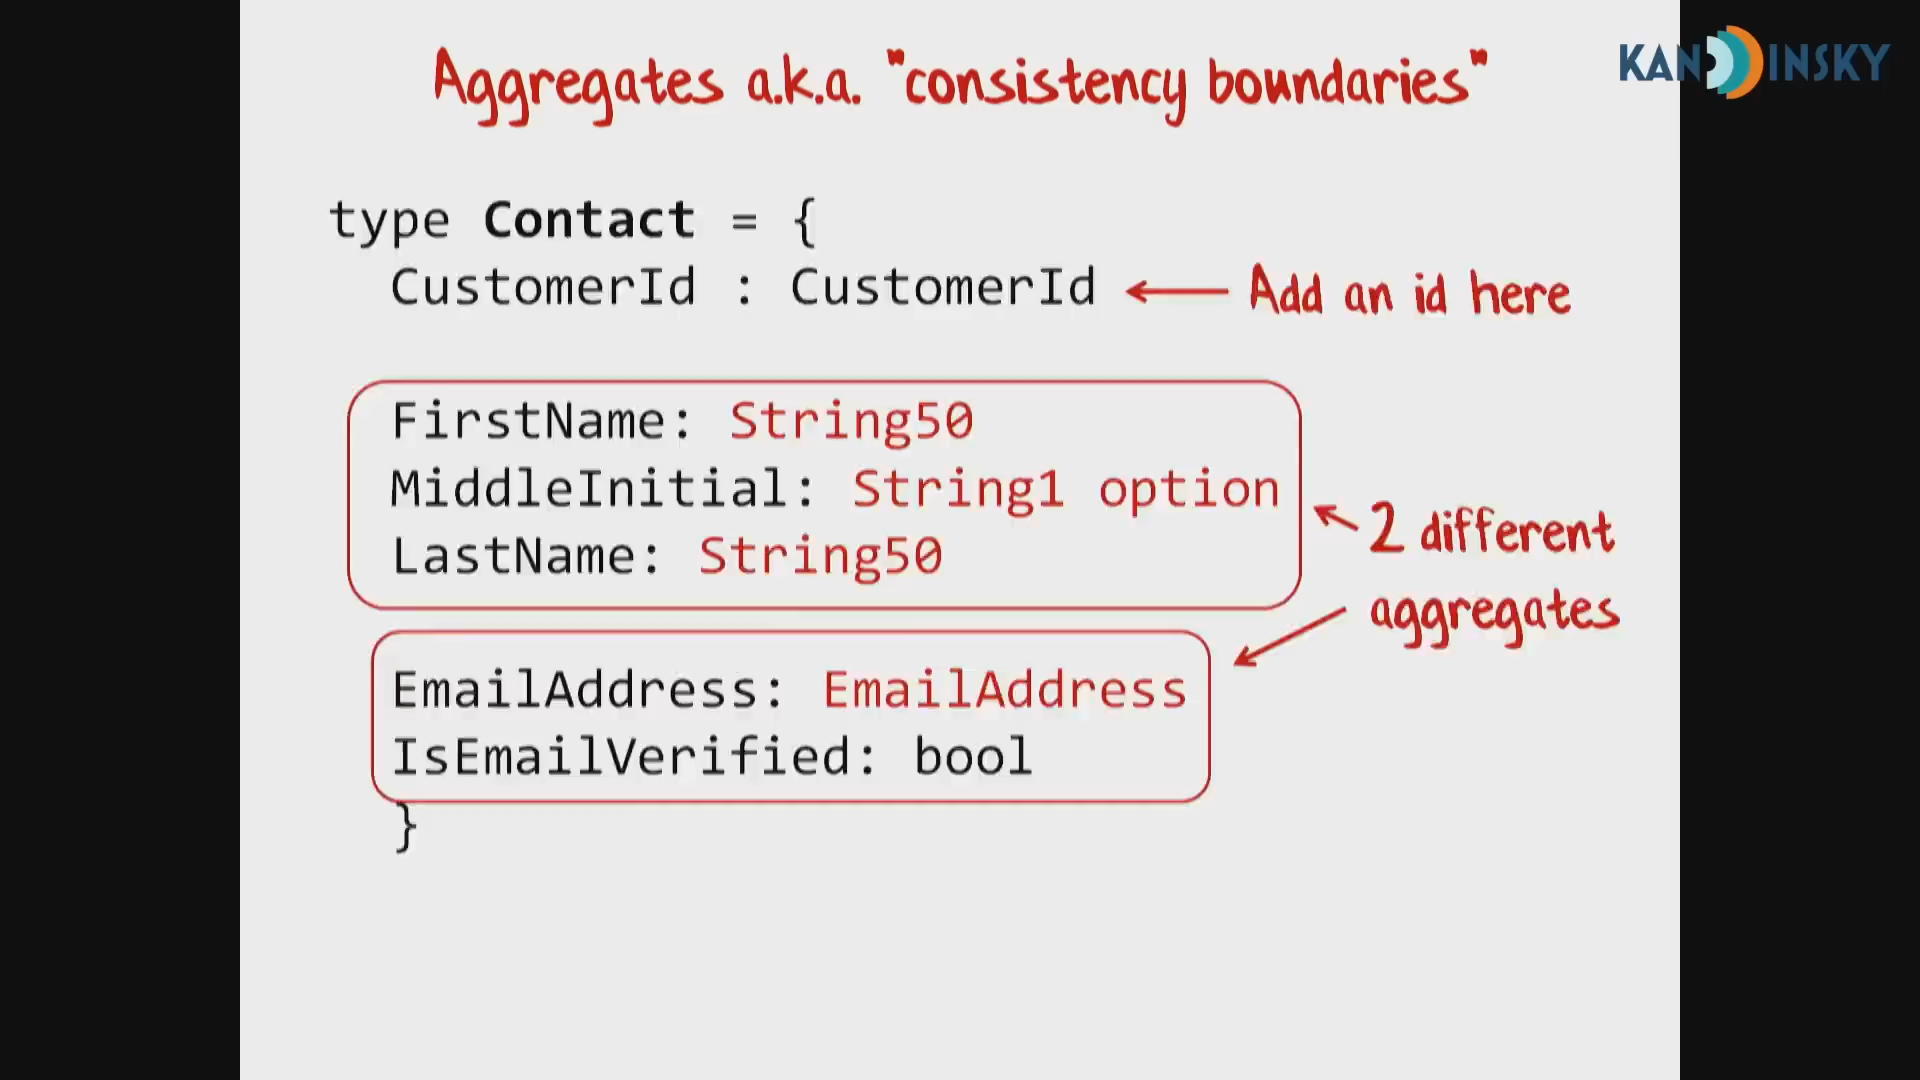 Aggregates a.k.a. "consistency boundaries"
KANDINSKY
type Contact = {
CustomerId : CustomerId
Add an id here
FirstName: String50
MiddleInitial: String1 option
LastName: String50
2 different
aggregates
EmailAddress: EmailAddress
IsEmailVerified: bool
}